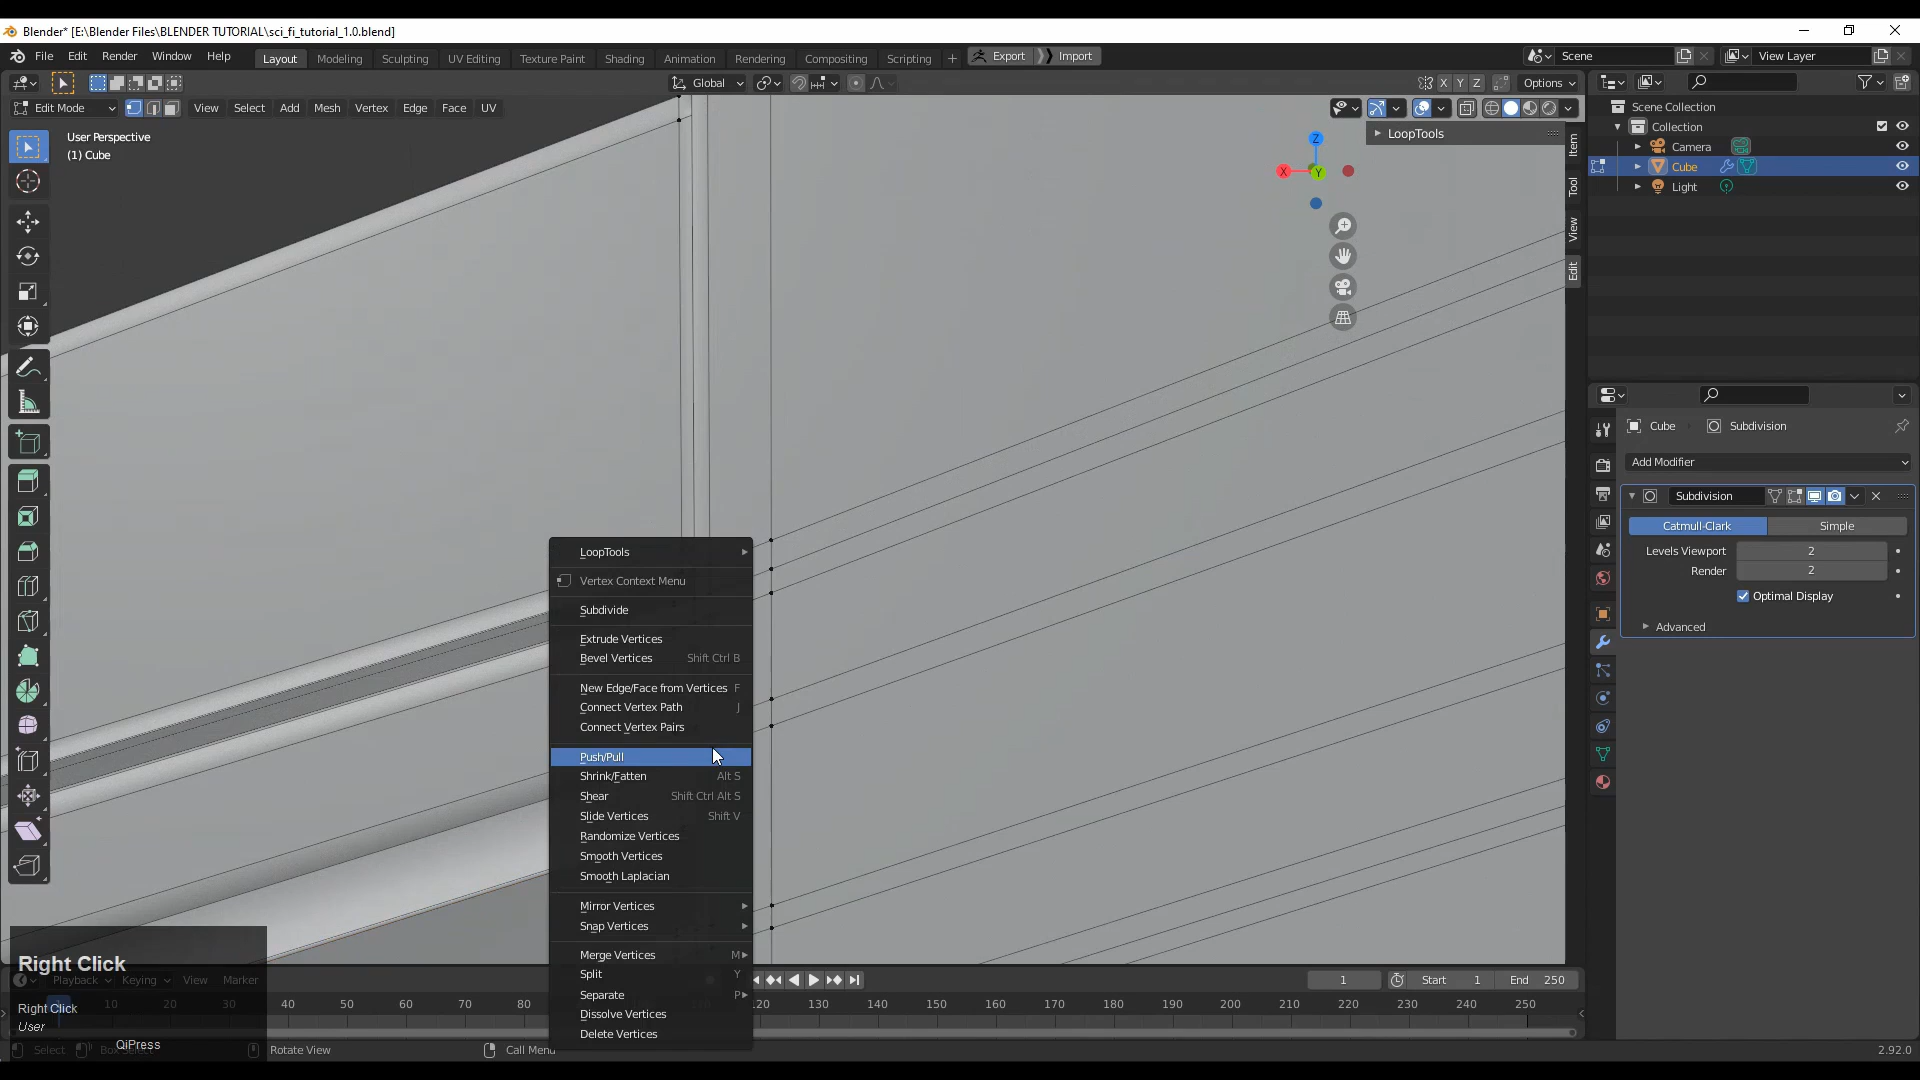 Blender* [E:\Blender Files\BLENDER TUTORIAL\sci_fi_tutorial_1.0.blend]
File Edit Render Window Help Layout Modeling Sculpting UV Editing Texture Paint Shading Animation Rendering Compositing Scripting + Export Import Scene View Layer
Global X Y Z Options
Edit Mode View Select Add Mesh Vertex Edge Face UV
User Perspective
(1) Cube
LoopTools
Item
Tool
View
Edit
Z
X
Y
Scene Collection
Collection
Camera
Cube
Light
Cube Subdivision
Add Modifier
Subdivision
Catmull-Clark Simple
Levels Viewport 2
Render 2
Optimal Display
Advanced
LoopTools
Vertex Context Menu
Subdivide
Extrude Vertices
Bevel Vertices Shift Ctrl B
New Edge/Face from Vertices F
Connect Vertex Path J
Connect Vertex Pairs
Push/Pull
Shrink/Fatten Alt S
Shear Shift Ctrl Alt S
Slide Vertices Shift V
Randomize Vertices
Smooth Vertices
Smooth Laplacian
Mirror Vertices
Snap Vertices
Merge Vertices M
Split Y
Separate P
Dissolve Vertices
Delete Vertices
Right Click
Playback Keying View Marker 1 Start 1 End 250
10 20 30 40 50 60 70 80 130 140 150 160 170 180 190 200 210 220 230 240 250
Right Click
User
QiPress
Select Box Select Rotate View Call Menu 2.92.0